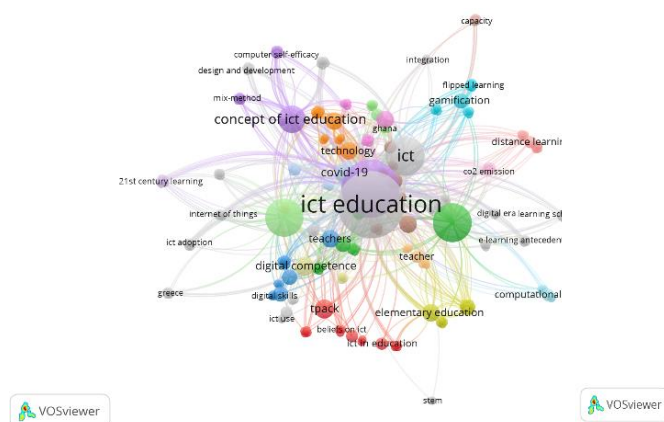 capacity
computer self-efficacy
integration
design and development
flipped learning
mix-method
gamification
concept of ict education
ghana
technology
ict
distance learnin
covid-19
co2 emission
21st century learning
ict education
internet of things
digital era
learning sc
teachers
ict adoption
e-learning anteceden
teacher
digital competence
greece
digital skills
computational
tpack
elementary education
ict use
beliefs on ict
ict in education
stem
VOSviewer
VOSviewer